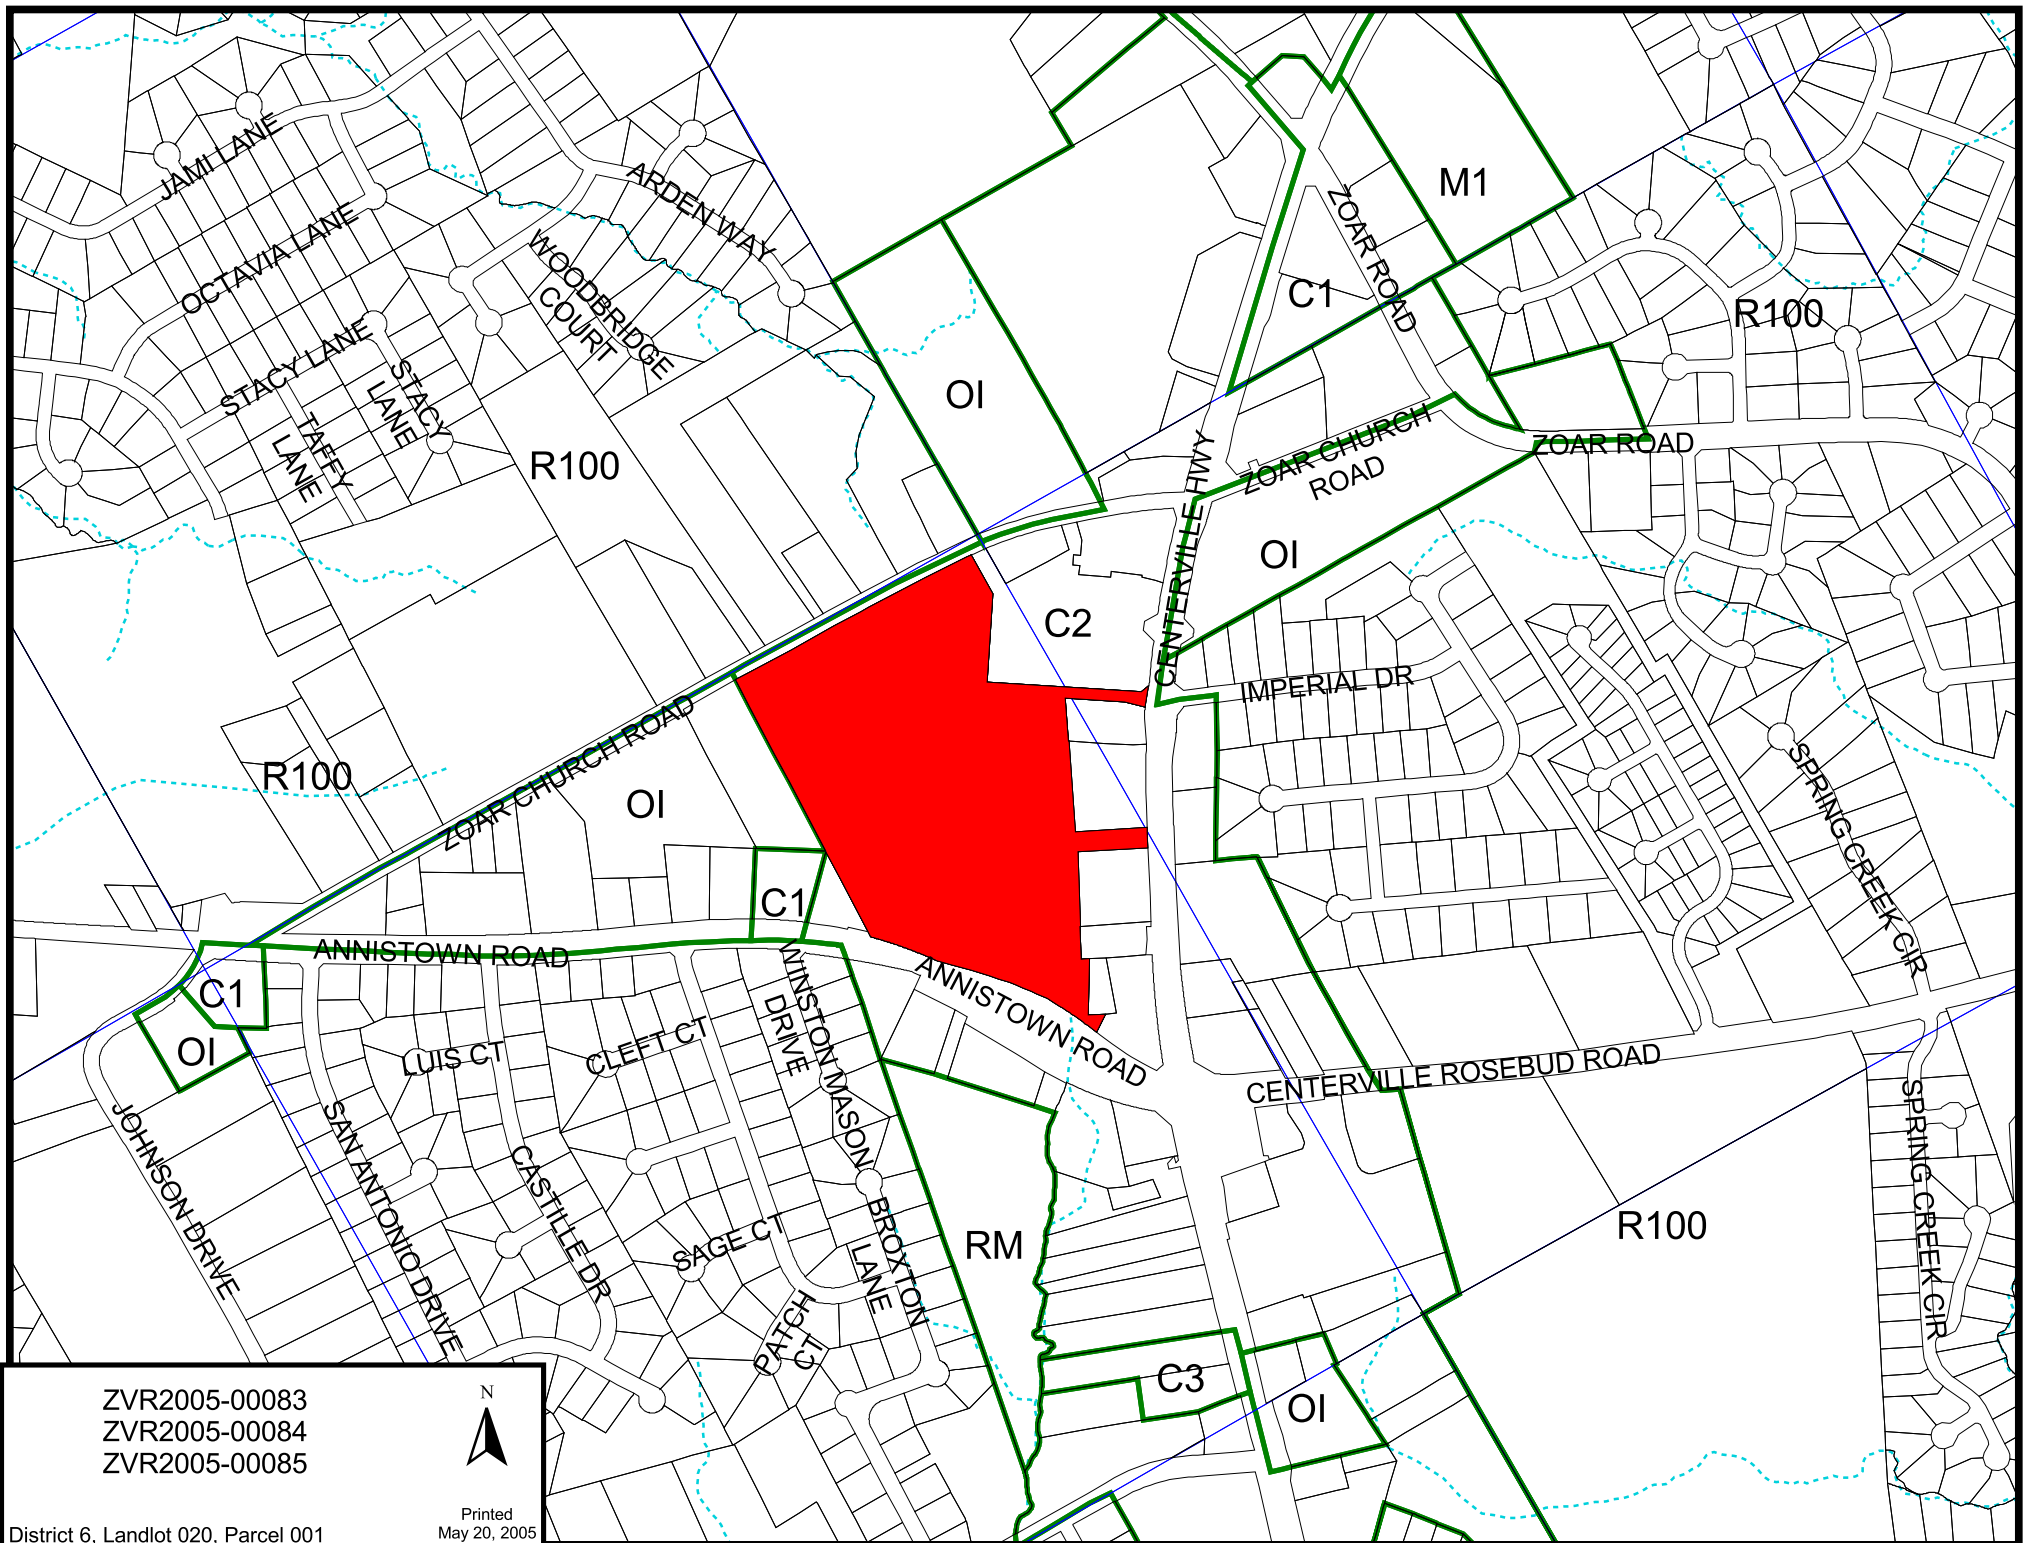 JAMI LANE
ARDEN WAY
M1
ZOAR ROAD
OCTAVIA LANE
WOODBRIDGE
COURT
C1
R100
STACY LANE
STACY
LANE
TAFFY
LANE
OI
R100
ZOAR CHURCH
ROAD
ZOAR ROAD
CENTERVILLE HWY
OI
C2
IMPERIAL DR
ZOAR CHURCH ROAD
R100
OI
SPRING CREEK CIR
C1
ANNISTOWN ROAD
C1
OI
WINSTON MASON
DRIVE
ANNISTOWN ROAD
LUIS CT
CLEFT CT
CENTERVILLE ROSEBUD ROAD
JOHNSON DRIVE
SAN ANTONIO DRIVE
CASTILLE DR
SAGE CT
BROXTON
LANE
RM
R100
SPRING CREEK CIR
PATCH
CT
C3
OI
ZVR2005-00083
ZVR2005-00084
ZVR2005-00085
N
Printed
May 20, 2005
District 6, Landlot 020, Parcel 001